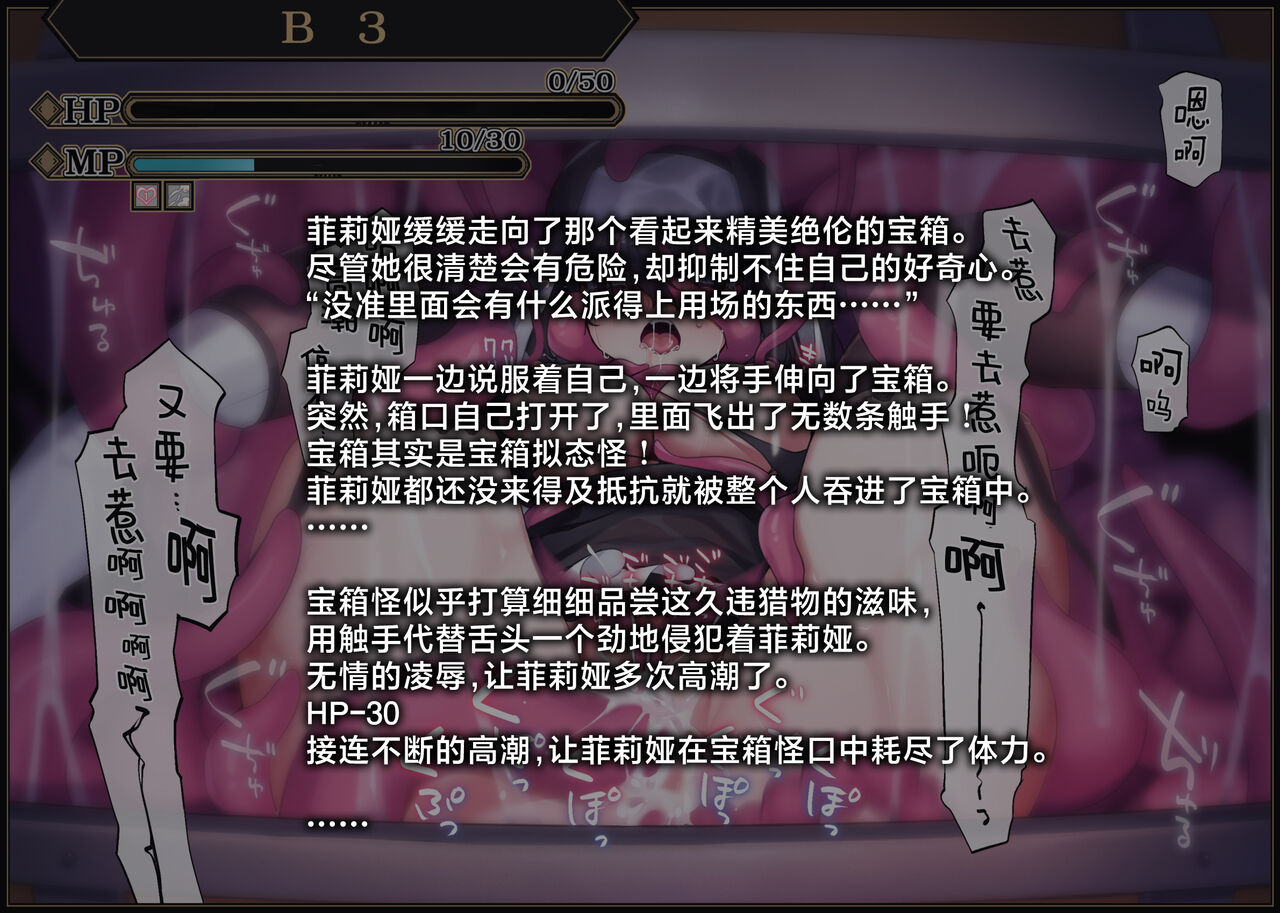 B 3
0/50
HP
10/30
MP
菲莉娅缓缓走向了那个看起来精美绝伦的宝箱。
尽管她很清楚会有危险,却抑制不住自己的好奇心。
“没准里面会有什么派得上用场的东西……”
菲莉娅一边说服着自己,一边将手伸向了宝箱。
突然,箱口自己打开了,里面飞出了无数条触手！
宝箱其实是宝箱拟态怪！
菲莉娅都还没来得及抵抗就被整个人吞进了宝箱中。
……
宝箱怪似乎打算细细品尝这久违猎物的滋味,
用触手代替舌头一个劲地侵犯着菲莉娅。
无情的凌辱,让菲莉娅多次高潮了。
HP-30
接连不断的高潮,让菲莉娅在宝箱怪口中耗尽了体力。
……
嗯啊
去惹
要去惹呃啊
啊
啊呜
又要…
啊
去惹啊啊啊啊
ぷぽっ
ぽっ
ぽっ
ぽっ